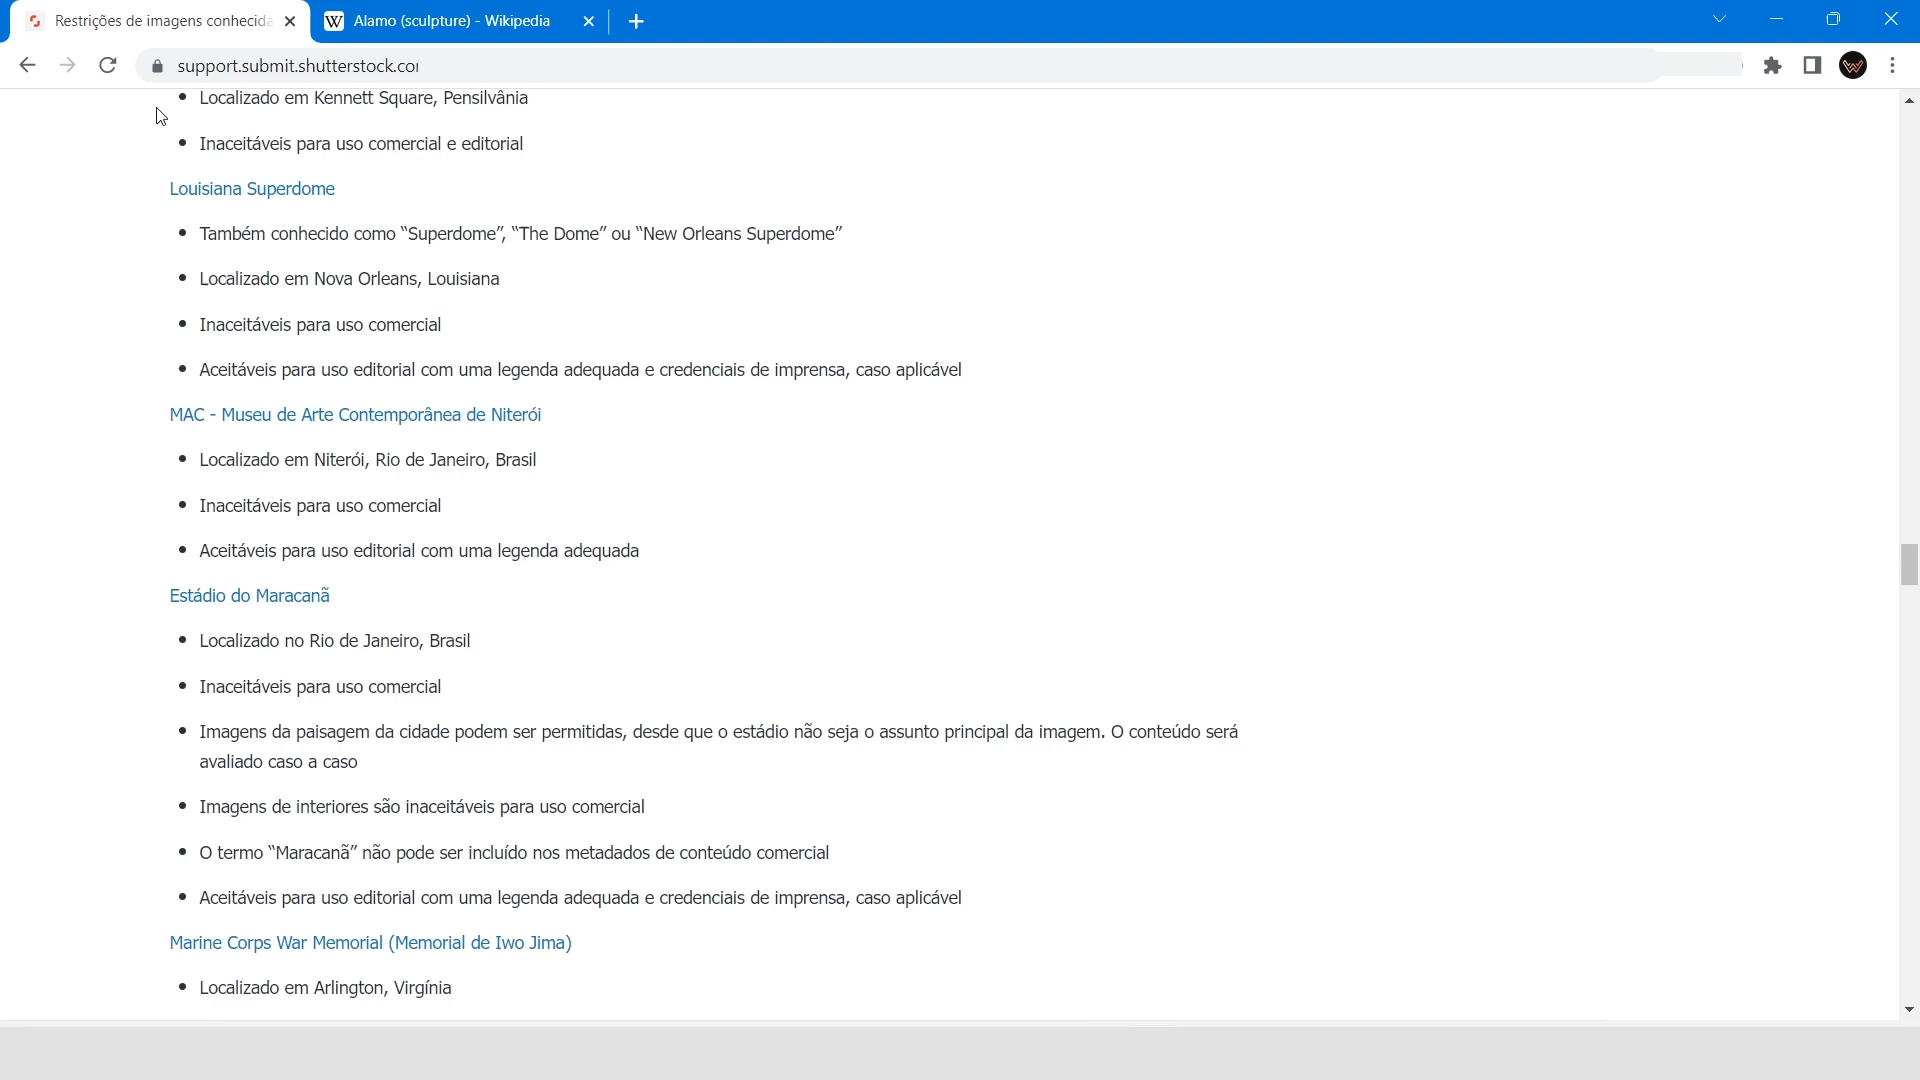 Restrições de imagens conhecida
Alamo (sculpture) - Wikipedia
support.submit.shutterstock.co
Localizado em Kennett Square, Pensilvânia
Inaceitáveis para uso comercial e editorial
Louisiana Superdome
Também conhecido como “Superdome”, “The Dome” ou “New Orleans Superdome”
Localizado em Nova Orleans, Louisiana
Inaceitáveis para uso comercial
Aceitáveis para uso editorial com uma legenda adequada e credenciais de imprensa, caso aplicável
MAC - Museu de Arte Contemporânea de Niterói
Localizado em Niterói, Rio de Janeiro, Brasil
Inaceitáveis para uso comercial
Aceitáveis para uso editorial com uma legenda adequada
Estádio do Maracanã
Localizado no Rio de Janeiro, Brasil
Inaceitáveis para uso comercial
Imagens da paisagem da cidade podem ser permitidas, desde que o estádio não seja o assunto principal da imagem. O conteúdo será
avaliado caso a caso
Imagens de interiores são inaceitáveis para uso comercial
O termo “Maracanã” não pode ser incluído nos metadados de conteúdo comercial
Aceitáveis para uso editorial com uma legenda adequada e credenciais de imprensa, caso aplicável
Marine Corps War Memorial (Memorial de Iwo Jima)
Localizado em Arlington, Virgínia